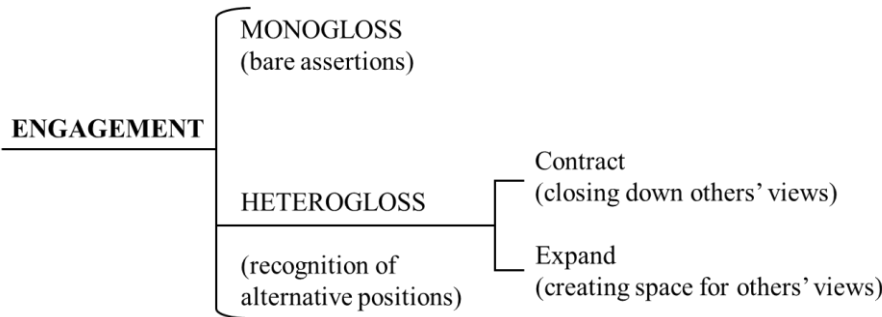 MONOGLOSS
(bare assertions)
ENGAGEMENT
HETEROGLOSS
(recognition of
alternative positions)
Contract
(closing down others’ views)
Expand
(creating space for others’ views)